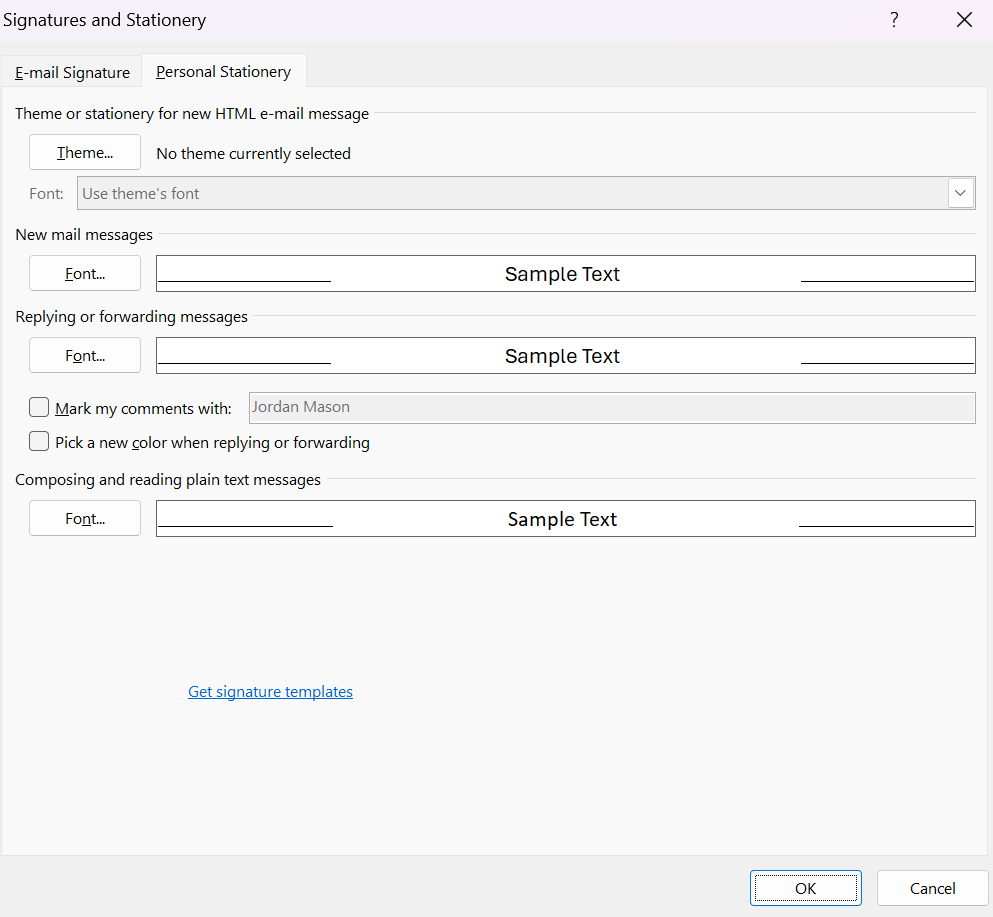 Signatures and Stationery ?
E-mail Signature Personal Stationery
Theme or stationery for new HTML e-mail message
Theme... No theme currently selected
Font: Use theme's font
New mail messages
Font... Sample Text
Replying or forwarding messages
Font... Sample Text
Mark my comments with: Jordan Mason
Pick a new color when replying or forwarding
Composing and reading plain text messages
Font... Sample Text
Get signature templates
OK Cancel